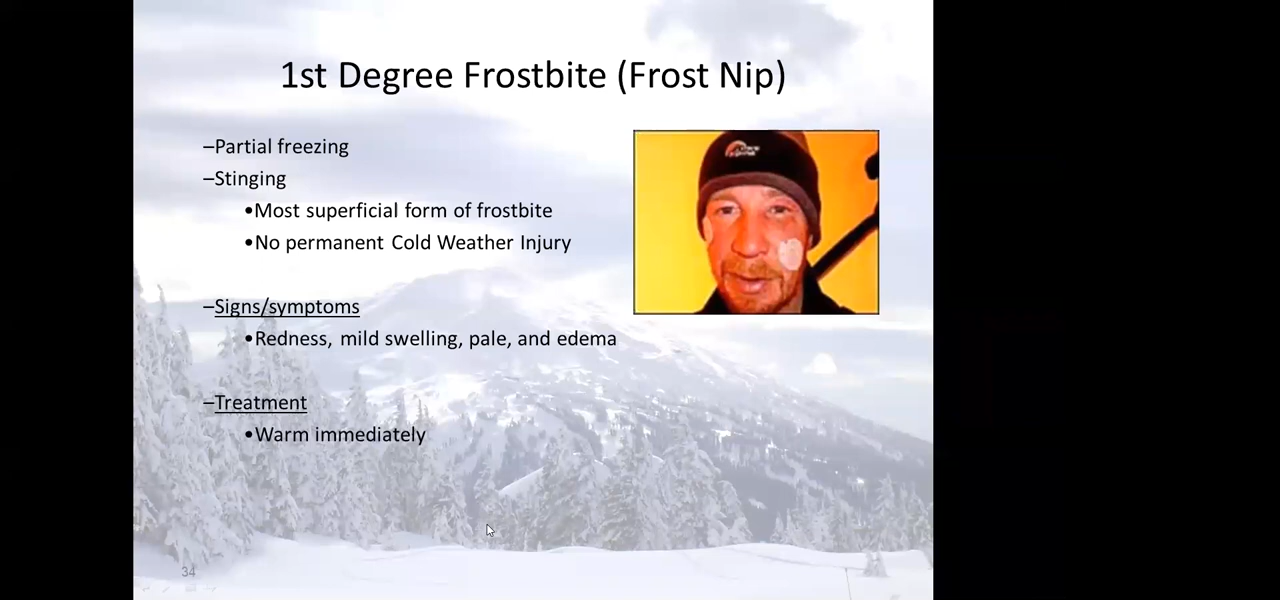 1st Degree Frostbite (Frost Nip)
–Partial freezing
–Stinging
•Most superficial form of frostbite
•No permanent Cold Weather Injury
–Signs/symptoms
•Redness, mild swelling, pale, and edema
–Treatment
•Warm immediately
34